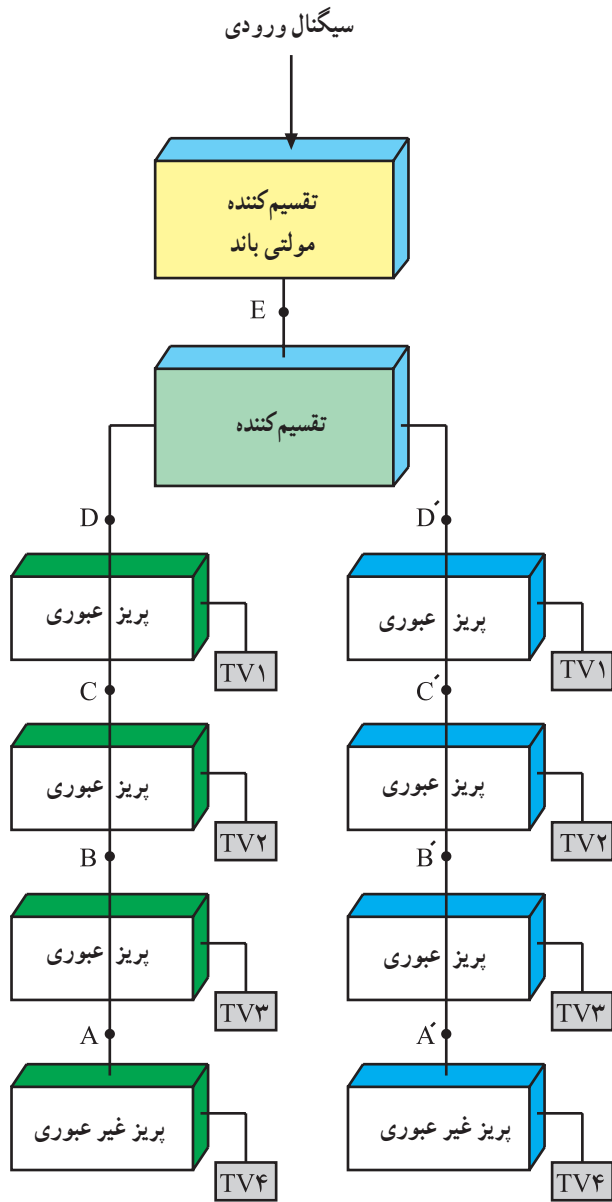 سیگنال ورودی
تقسیم‌کننده
مولتی باند
E
تقسیم‌کننده
D
D´
پریز عبوری
پریز عبوری
TV۱
TV۱
C
C´
پریز عبوری
پریز عبوری
TV۲
TV۲
B
B´
پریز عبوری
پریز عبوری
TV۳
TV۳
A
A´
پریز غیر عبوری
پریز غیر عبوری
TV۴
TV۴